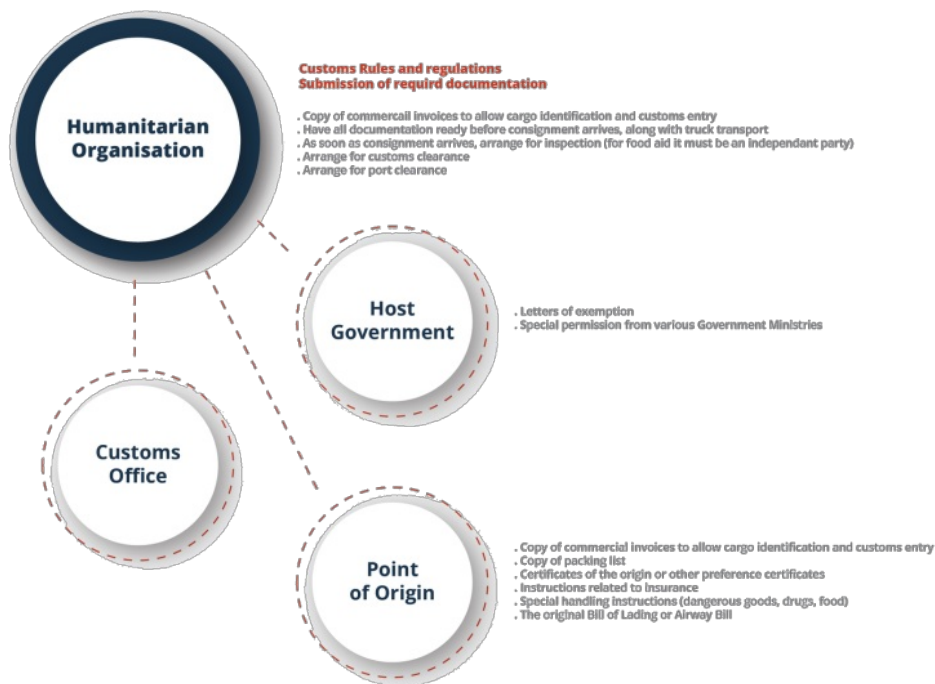 Humanitarian
Organisation
Customs Rules and regulations
Submission of requird documentation
. Copy of commercail invoices to allow cargo identification and customs entry
. Have all documentation ready before consignment arrives, along with truck transport
. As soon as consignment arrives, arrange for inspection (for food aid it must be an independant party)
. Arrange for customs clearance
. Arrange for port clearance
Host
Government
. Letters of exemption
. Special permission from various Government Ministries
Customs
Office
Point
of Origin
. Copy of commercial invoices to allow cargo identification and customs entry
. Copy of packing list
. Certificates of the origin or other preference certificates
. Instructions related to insurance
. Special handling instructions (dangerous goods, drugs, food)
. The original Bill of Lading or Airway Bill